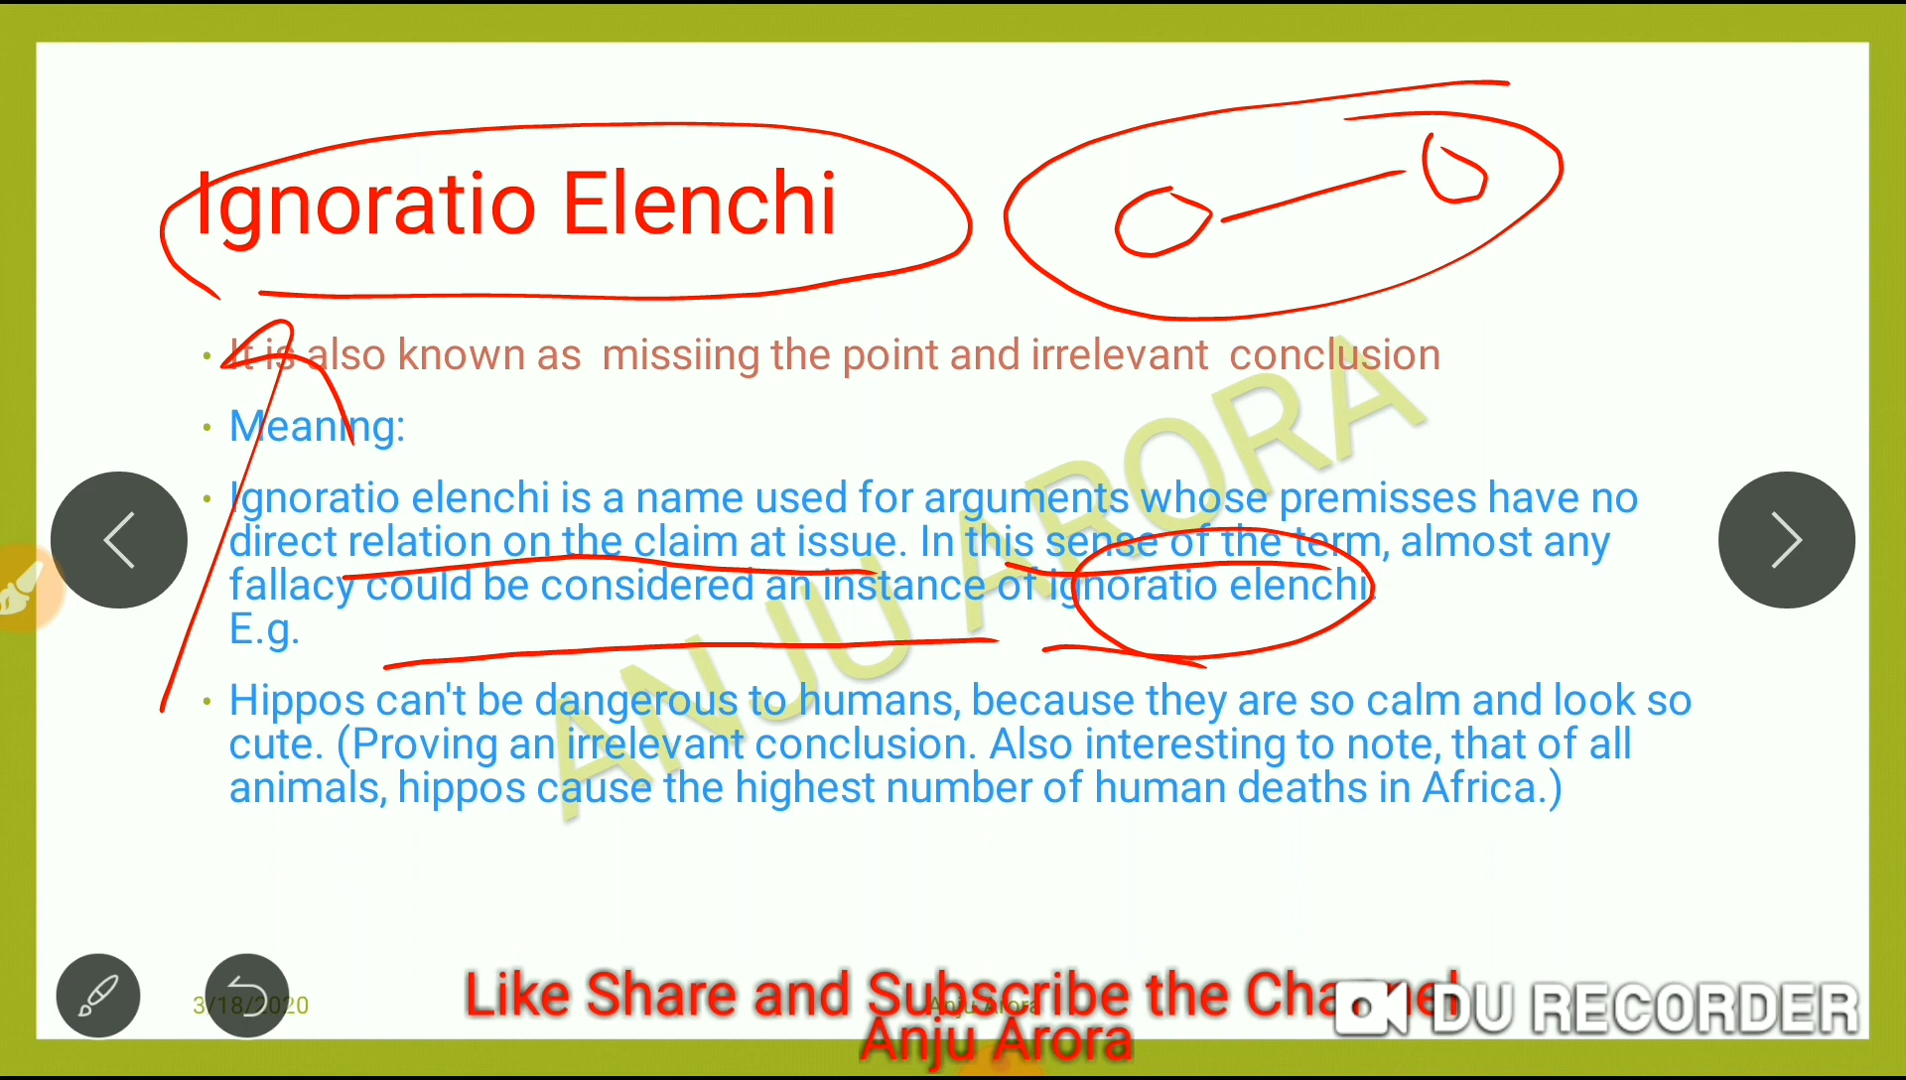 Ignoratio Elenchi
• It is also known as missiing the point and irrelevant conclusion
• Meaning:
• Ignoratio elenchi is a name used for arguments whose premisses have no
direct relation on the claim at issue. In this sense of the term, almost any
fallacy could be considered an instance of ignoratio elenchi.
E.g.
• Hippos can't be dangerous to humans, because they are so calm and look so
cute. (Proving an irrelevant conclusion. Also interesting to note, that of all
animals, hippos cause the highest number of human deaths in Africa.)
ANJU ARORA
3/18/2020
Anju Arora
Like Share and Subscribe the Channel
Anju Arora
DU RECORDER